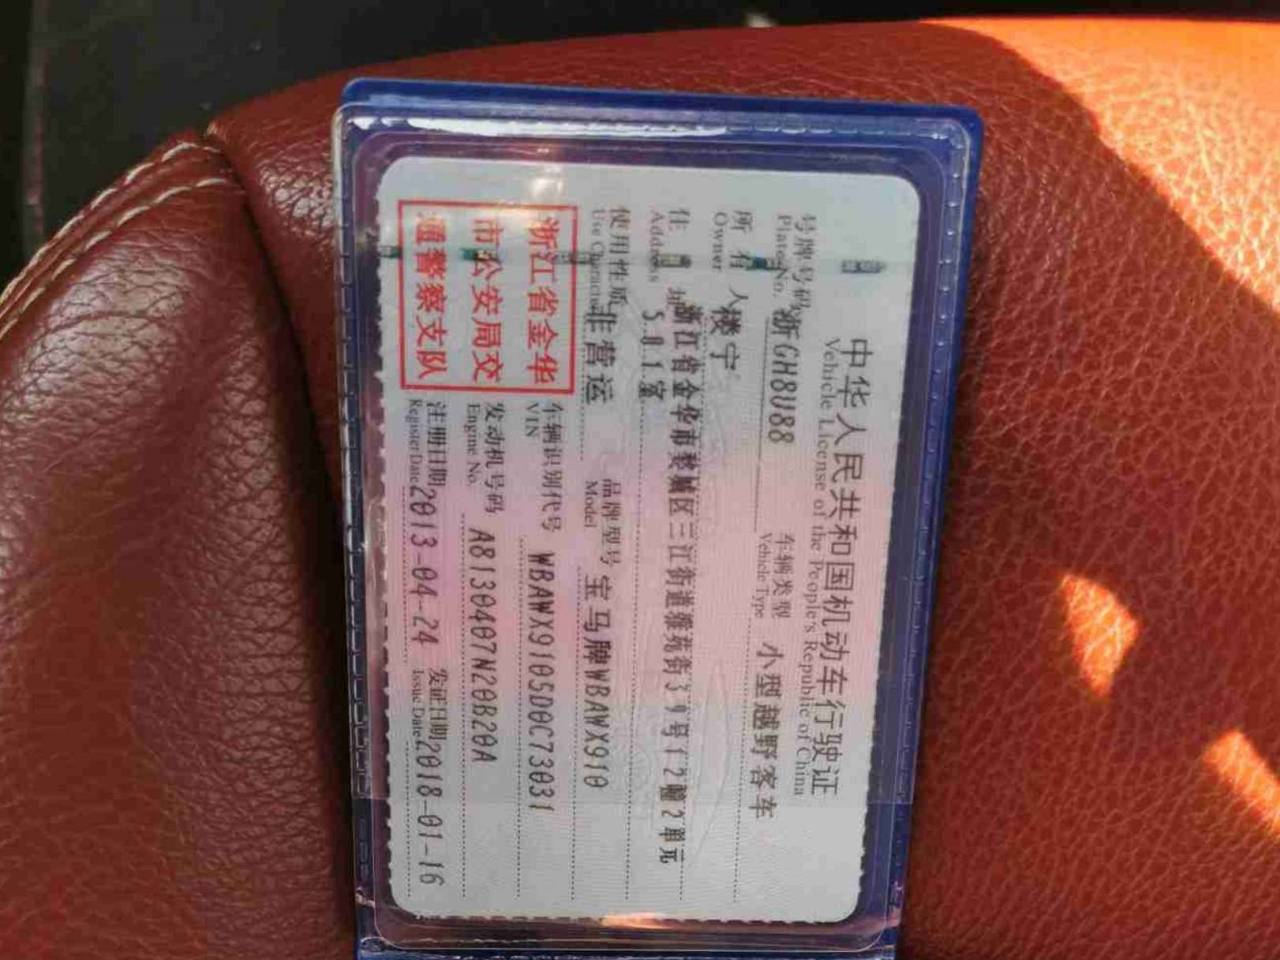 中华人民共和国机动车行驶证
Vehicle License of the People's Republic of China
号牌号码 浙GH8U88 车辆类型 小型越野客车
Plate No. Vehicle Type
所有人 楼宁
Owner
住址 浙江省金华市婺城区三江街道雅苑街39号12幢2单元
Address 501室
使用性质 非营运 品牌型号 宝马牌WBAWX910
Use Character Model
浙江省金华
市公安局交
通警察支队
车辆识别代号 WBAWX9105D0C73031
VIN
发动机号码 A8130407N20B20A
Engine No.
注册日期 2013-04-24 发证日期 2018-01-16
Register Date Issue Date